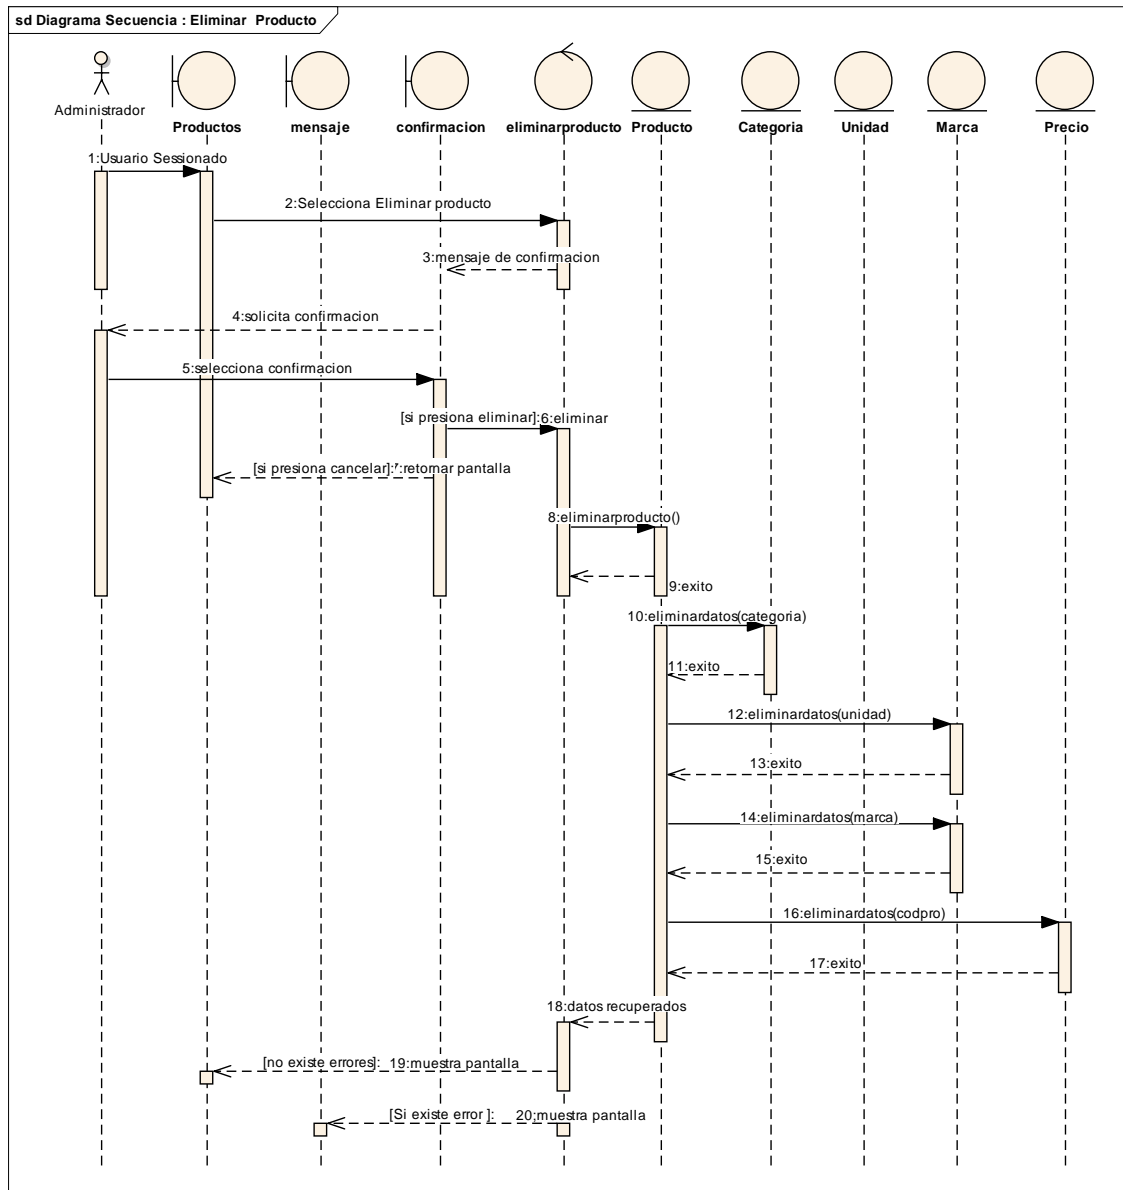 sd Diagrama Secuencia : Eliminar Producto
Administrador
Productos
mensaje
confirmacion
eliminarproducto
Producto
Categoria
Unidad
Marca
Precio
1:Usuario Sessionado
2:Selecciona Eliminar producto
3:mensaje de confirmacion
4:solicita confirmacion
5:selecciona confirmacion
[si presiona eliminar]:6:eliminar
[si presiona cancelar]:7:retornar pantalla
8:eliminarproducto()
9:exito
10:eliminardatos(categoria)
11:exito
12:eliminardatos(unidad)
13:exito
14:eliminardatos(marca)
15:exito
16:eliminardatos(codpro)
17:exito
18:datos recuperados
[no existe errores]: 19:muestra pantalla
[Si existe error ]: 20:muestra pantalla